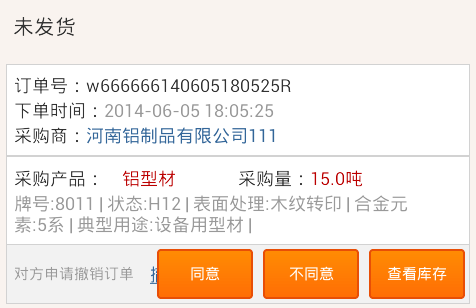 未发货
订单号：w666666140605180525R
下单时间：2014-06-05 18:05:25
采购商：河南铝制品有限公司111
采购产品： 铝型材 采购量：15.0吨
牌号:8011 | 状态:H12 | 表面处理:木纹转印 | 合金元
素:5系 | 典型用途:设备用型材 |
对方申请撤销订单 同意 不同意 查看库存